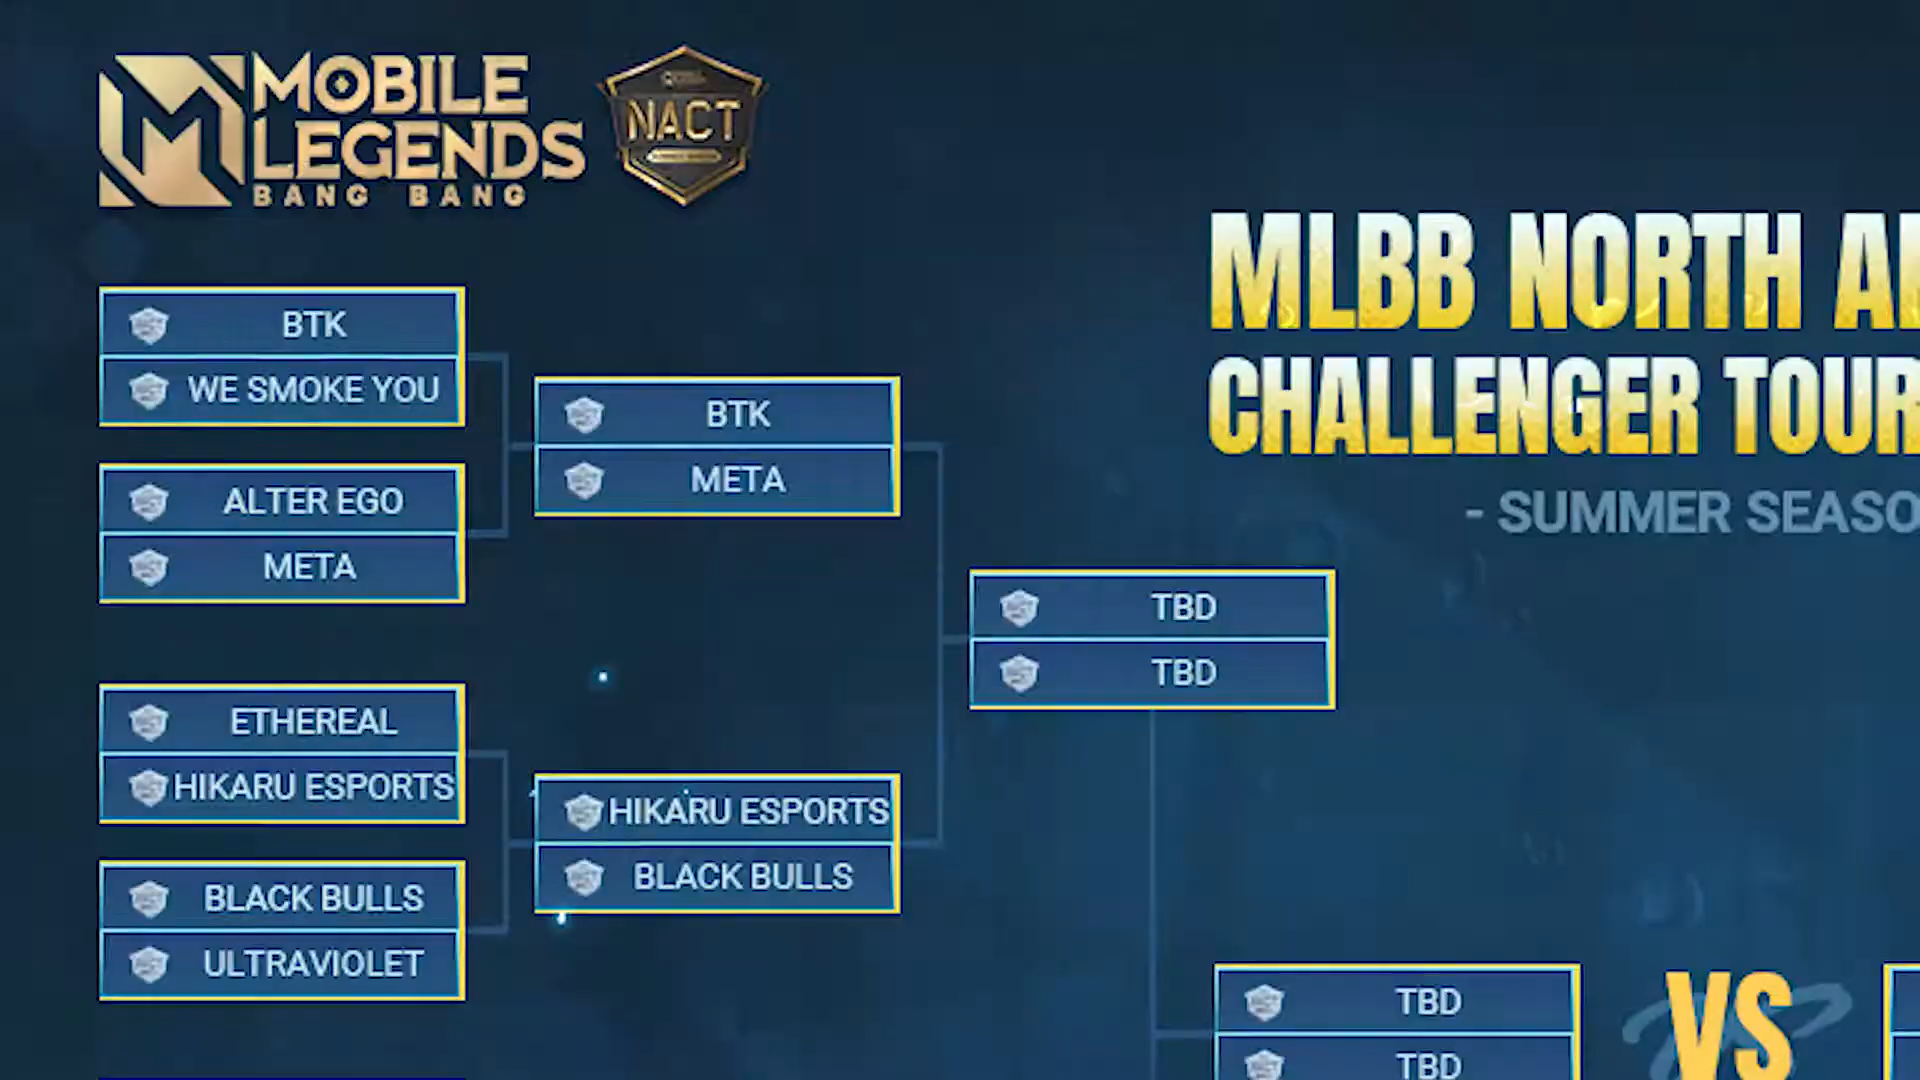 MOBILE
LEGENDS
BANG BANG
NACT
MLBB NORTH
CHALLENGER TOUR
- SUMMER SEASO
BTK
WE SMOKE YOU
ALTER EGO
META
ETHEREAL
HIKARU ESPORTS
BLACK BULLS
ULTRAVIOLET
BTK
META
HIKARU ESPORTS
BLACK BULLS
TBD
TBD
TBD
TBD
VS